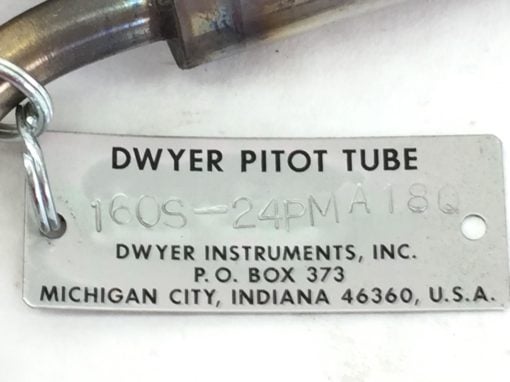 DWYER PITOT TUBE
160S-24PM A18Q
DWYER INSTRUMENTS, INC.
P. O. BOX 373
MICHIGAN CITY, INDIANA 46360, U.S.A.